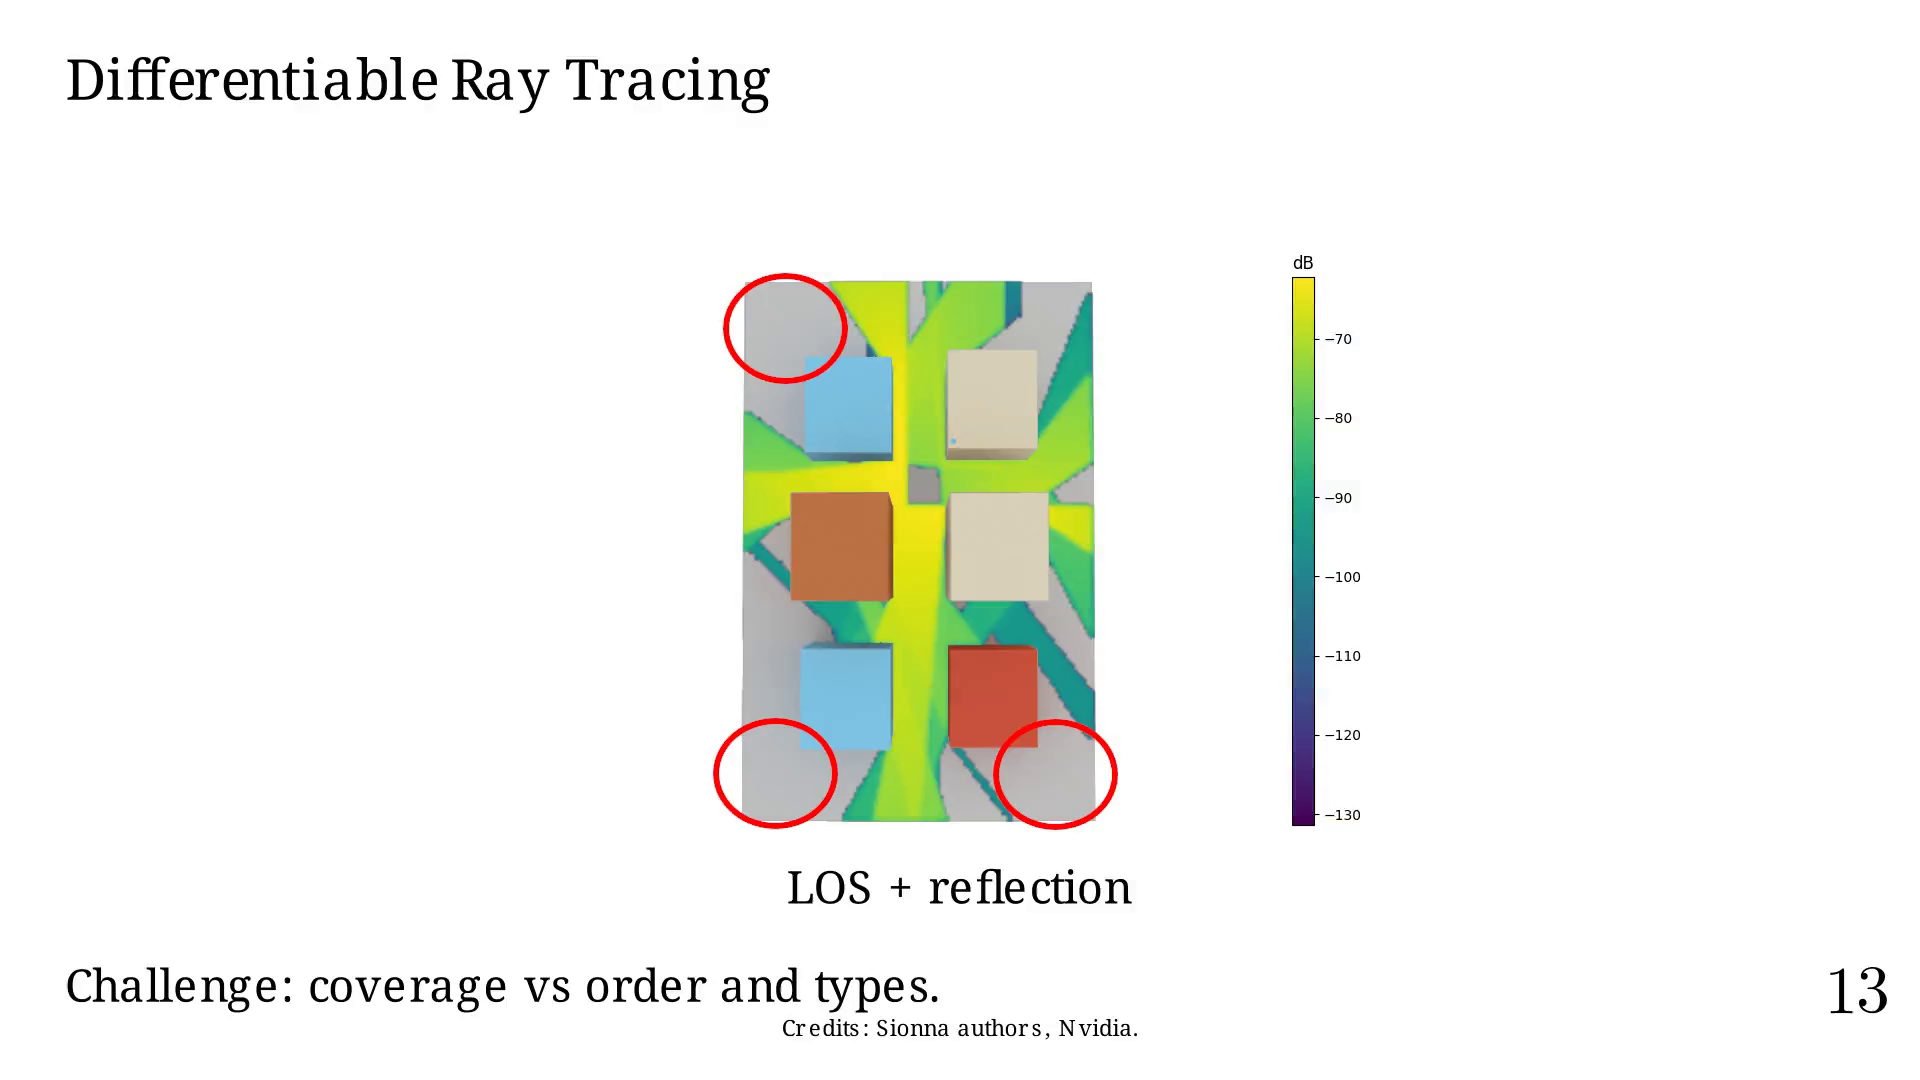 Differentiable Ray Tracing
dB
−70
−80
−90
−100
−110
−120
−130
LOS + reflection
Challenge: coverage vs order and types.
13
Credits: Sionna authors, Nvidia.